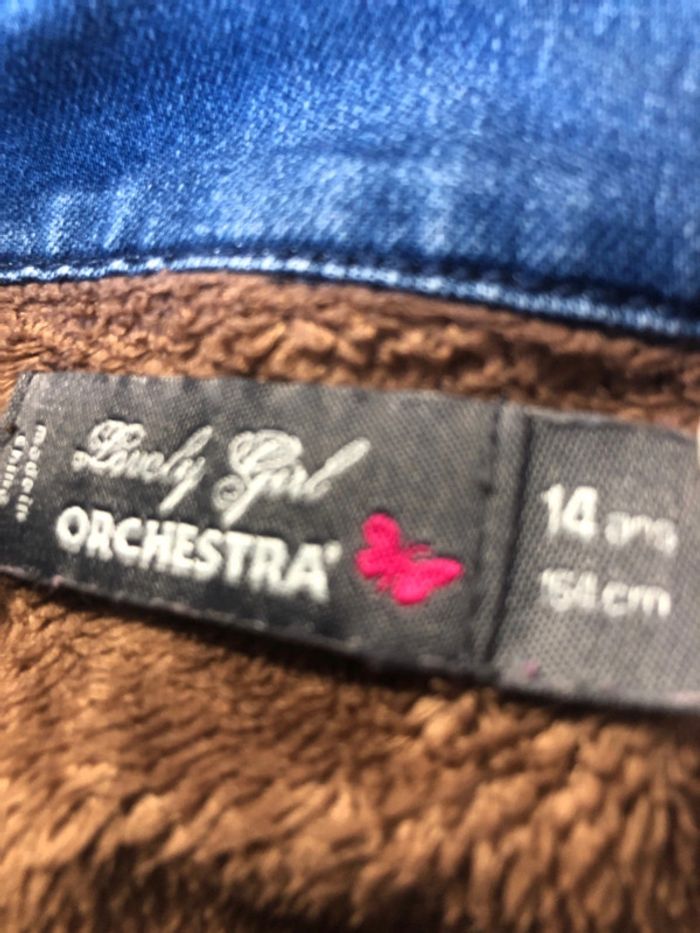 made in
China
Lovely Girl
ORCHESTRA
14 ans
154 cm